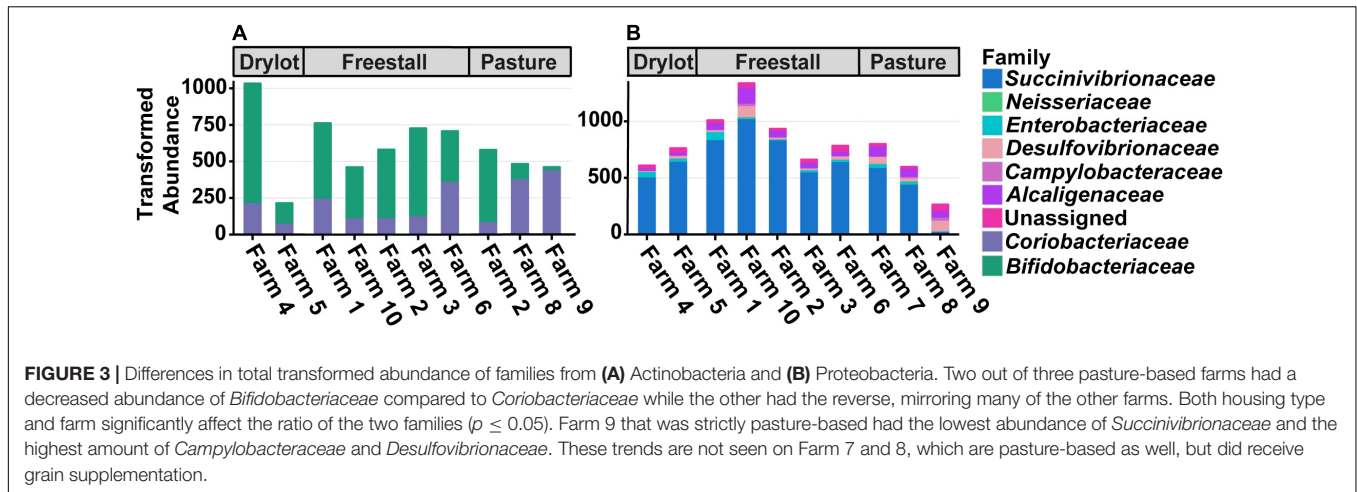 A
B
Drylot Freestall Pasture
Drylot Freestall Pasture
Transformed
Abundance
1000
750
500
250
0
Farm 4
Farm 5
Farm 1
Farm 10
Farm 2
Farm 3
Farm 6
Farm 2
Farm 8
Farm 9
1000
500
0
Farm 4
Farm 5
Farm 1
Farm 10
Farm 2
Farm 3
Farm 6
Farm 7
Farm 8
Farm 9
Family
Succinivibrionaceae
Neisseriaceae
Enterobacteriaceae
Desulfovibrionaceae
Campylobacteraceae
Alcaligenaceae
Unassigned
Coriobacteriaceae
Bifidobacteriaceae
FIGURE 3 | Differences in total transformed abundance of families from (A) Actinobacteria and (B) Proteobacteria. Two out of three pasture-based farms had a
decreased abundance of Bifidobacteriaceae compared to Coriobacteriaceae while the other had the reverse, mirroring many of the other farms. Both housing type
and farm significantly affect the ratio of the two families (p ≤ 0.05). Farm 9 that was strictly pasture-based had the lowest abundance of Succinivibrionaceae and the
highest amount of Campylobacteraceae and Desulfovibrionaceae. These trends are not seen on Farm 7 and 8, which are pasture-based as well, but did receive
grain supplementation.